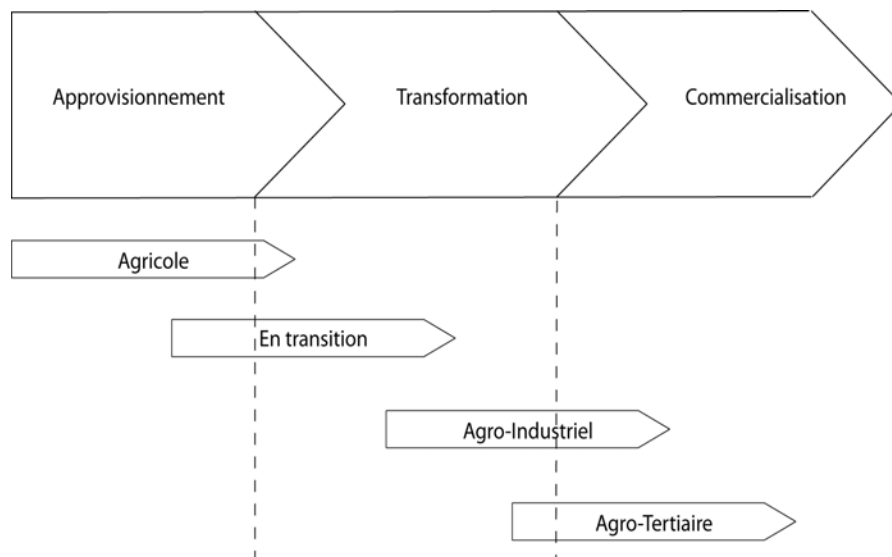 Approvisionnement
Transformation
Commercialisation
Agricole
En transition
Agro-Industriel
Agro-Tertiaire